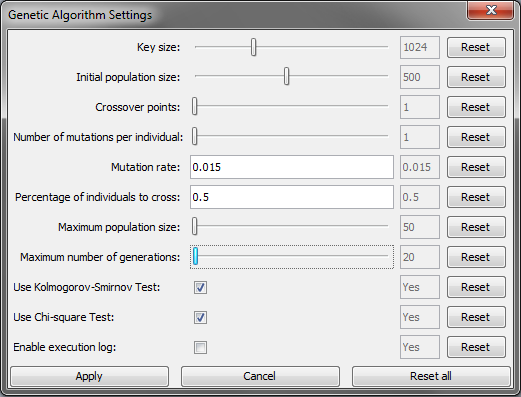 Genetic Algorithm Settings
Key size: 1024 Reset
Initial population size: 500 Reset
Crossover points: 1 Reset
Number of mutations per individual: 1 Reset
Mutation rate: 0.015 0.015 Reset
Percentage of individuals to cross: 0.5 0.5 Reset
Maximum population size: 50 Reset
Maximum number of generations: 20 Reset
Use Kolmogorov-Smirnov Test: Yes Reset
Use Chi-square Test: Yes Reset
Enable execution log: Yes Reset
Apply Cancel Reset all